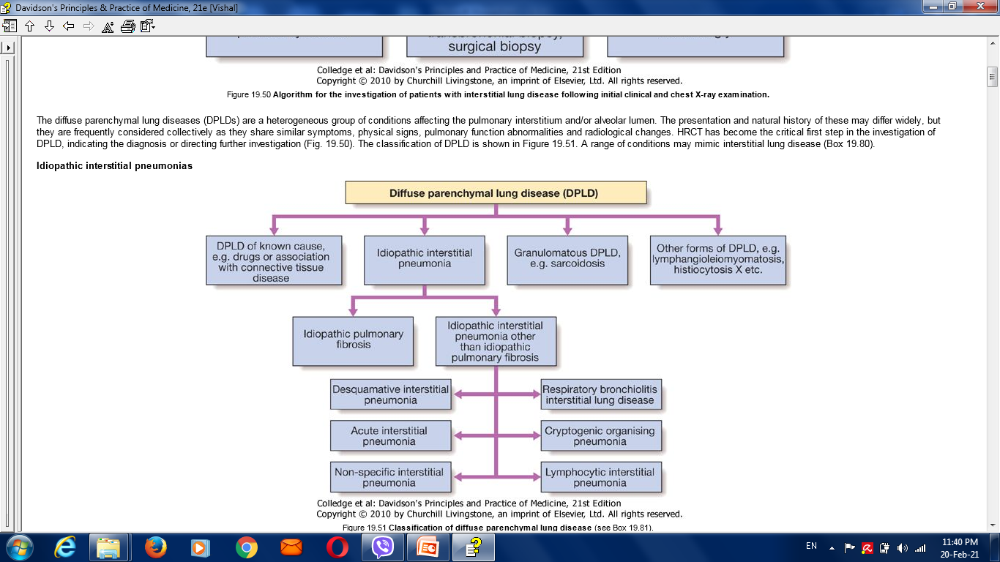 Davidson's Principles & Practice of Medicine, 21e [Vishal]
surgical biopsy
Colledge et al: Davidson's Principles and Practice of Medicine, 21st Edition
Copyright © 2010 by Churchill Livingstone, an imprint of Elsevier, Ltd. All rights reserved.
Figure 19.50 Algorithm for the investigation of patients with interstitial lung disease following initial clinical and chest X-ray examination.
The diffuse parenchymal lung diseases (DPLDs) are a heterogeneous group of conditions affecting the pulmonary interstitium and/or alveolar lumen. The presentation and natural history of these may differ widely, but
they are frequently considered collectively as they share similar symptoms, physical signs, pulmonary function abnormalities and radiological changes. HRCT has become the critical first step in the investigation of
DPLD, indicating the diagnosis or directing further investigation (Fig. 19.50). The classification of DPLD is shown in Figure 19.51. A range of conditions may mimic interstitial lung disease (Box 19.80).
Idiopathic interstitial pneumonias
Diffuse parenchymal lung disease (DPLD)
DPLD of known cause,
e.g. drugs or association
with connective tissue
disease
Idiopathic interstitial
pneumonia
Granulomatous DPLD,
e.g. sarcoidosis
Other forms of DPLD, e.g.
lymphangioleiomyomatosis,
histiocytosis X etc.
Idiopathic pulmonary
fibrosis
Idiopathic interstitial
pneumonia other
than idiopathic
pulmonary fibrosis
Desquamative interstitial
pneumonia
Respiratory bronchiolitis
interstitial lung disease
Acute interstitial
pneumonia
Cryptogenic organising
pneumonia
Non-specific interstitial
pneumonia
Lymphocytic interstitial
pneumonia
Colledge et al: Davidson's Principles and Practice of Medicine, 21st Edition
Copyright © 2010 by Churchill Livingstone, an imprint of Elsevier, Ltd. All rights reserved.
Figure 19.51 Classification of diffuse parenchymal lung disease (see Box 19.81).
EN
11:40 PM
20-Feb-21